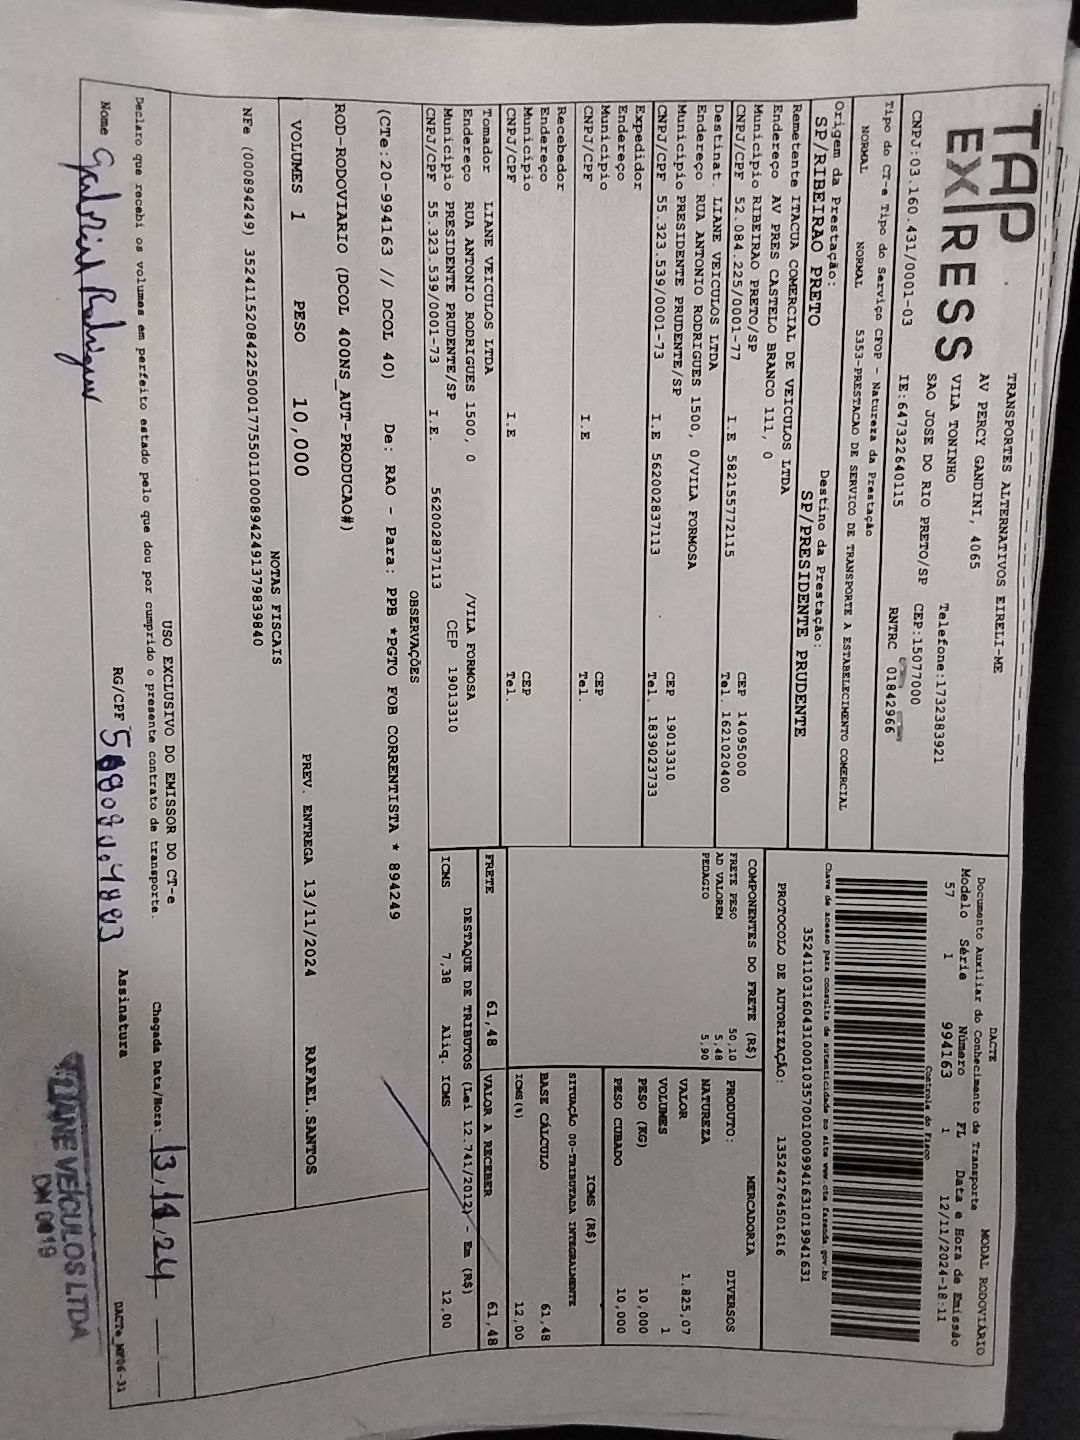 TAP
EXPRESS
TRANSPORTES ALTERNATIVOS EIRELI-ME
AV PERCY GANDINI, 4065
VILA TONINHO
SAO JOSE DO RIO PRETO/SP
Telefone:1732383921
CEP:15077000
CNPJ:03.160.431/0001-03
IE:647322640115
RNTRC 01842966
DACTE
MODAL RODOVIÁRIO
Documento Auxiliar do Conhecimento de Transporte
Modelo Série Número FL Data e Hora de Emissão
57 1 994163 1 12/11/2024-18:11
Controle do Fisco
Chave de acesso para consulta de autenticidade no site www.cte.fazenda.gov.br
35241103160431000103570010009941631019941631
PROTOCOLO DE AUTORIZAÇÃO: 135242764501616
Tipo do CT-e Tipo do Serviço CFOP - Natureza da Prestação
NORMAL NORMAL 5353-PRESTACAO DE SERVICO DE TRANSPORTE A ESTABELECIMENTO COMERCIAL
Origem da Prestação: Destino da Prestação:
SP/RIBEIRAO PRETO SP/PRESIDENTE PRUDENTE
Remetente ITACUA COMERCIAL DE VEICULOS LTDA
Endereço AV PRES CASTELO BRANCO 111, 0
Município RIBEIRAO PRETO/SP CEP 14095000
CNPJ/CPF 52.084.225/0001-77 I.E 582155772115 Tel. 1621020400
Destinat. LIANE VEICULOS LTDA
Endereço RUA ANTONIO RODRIGUES 1500, 0/VILA FORMOSA
Município PRESIDENTE PRUDENTE/SP CEP 19013310
CNPJ/CPF 55.323.539/0001-73 I.E 562002837113 Tel. 1839023733
Expedidor
Endereço
Município CEP
CNPJ/CPF I.E Tel.
Recebedor
Endereço
Município CEP
CNPJ/CPF I.E Tel.
Tomador LIANE VEICULOS LTDA
Endereço RUA ANTONIO RODRIGUES 1500, 0 /VILA FORMOSA
Município PRESIDENTE PRUDENTE/SP CEP 19013310
CNPJ/CPF 55.323.539/0001-73 I.E. 562002837113
COMPONENTES DO FRETE (R$)
FRETE PESO 50,10
AD VALOREM 5,48
PEDAGIO 5,90
MERCADORIA
PRODUTO: DIVERSOS
NATUREZA
VALOR 1.825,07
VOLUMES 1
PESO (KG) 10,000
PESO CUBADO 10,000
ICMS (R$)
SITUAÇÃO 00-TRIBUTADA INTEGRALMENTE
BASE CÁLCULO 61,48
ICMS(%) 12,00
FRETE 61,48 VALOR A RECEBER 61,48
DESTAQUE DE TRIBUTOS (Lei 12.741/2012) - Em (R$)
ICMS 7,38 Aliq. ICMS 12,00
OBSERVAÇÕES
(CTe:20-994163 // DCOL 40) De: RAO - Para: PPB *PGTO FOB CORRENTISTA * 894249
ROD-RODOVIARIO (DCOL 400NS_AUT-PRODUCAO#)
VOLUMES 1 PESO 10,000 PREV. ENTREGA 13/11/2024 RAFAEL.SANTOS
NOTAS FISCAIS
NFe (000894249) 35241152084225000177550110008942491379839840
USO EXCLUSIVO DO EMISSOR DO CT-e
Declaro que recebi os volumes em perfeito estado pelo que dou por cumprido o presente contrato de transporte. Chegada Data/Hora: 13/11/24
Nome Gabriel Rodrigues RG/CPF Assinatura
DACTe_MP06-31
LIANE VEÍCULOS LTDA
DN 0019